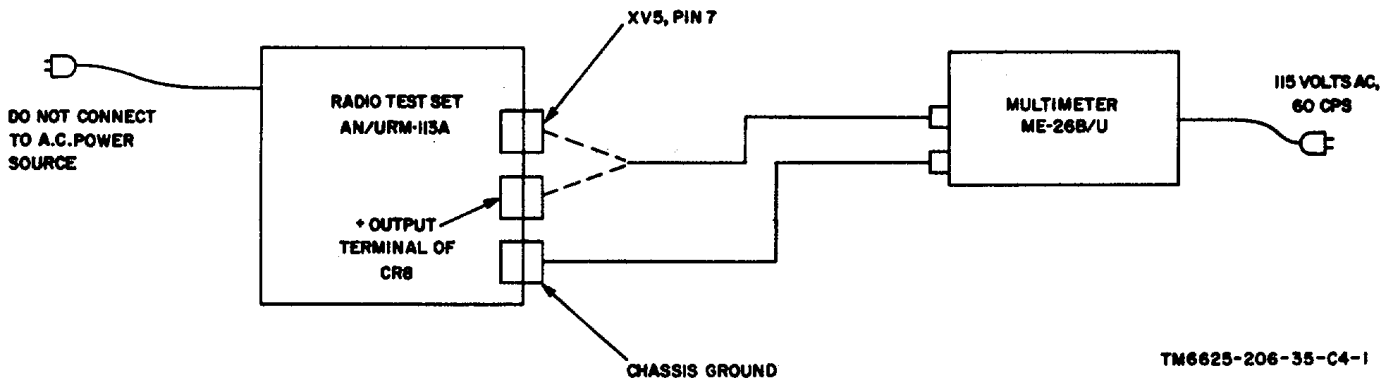 XV5, PIN 7
DO NOT CONNECT
TO A.C. POWER
SOURCE
RADIO TEST SET
AN/URM-113A
+ OUTPUT
TERMINAL OF
CR8
CHASSIS GROUND
MULTIMETER
ME-26B/U
115 VOLTS AC,
60 CPS
TM6625-206-35-C4-1